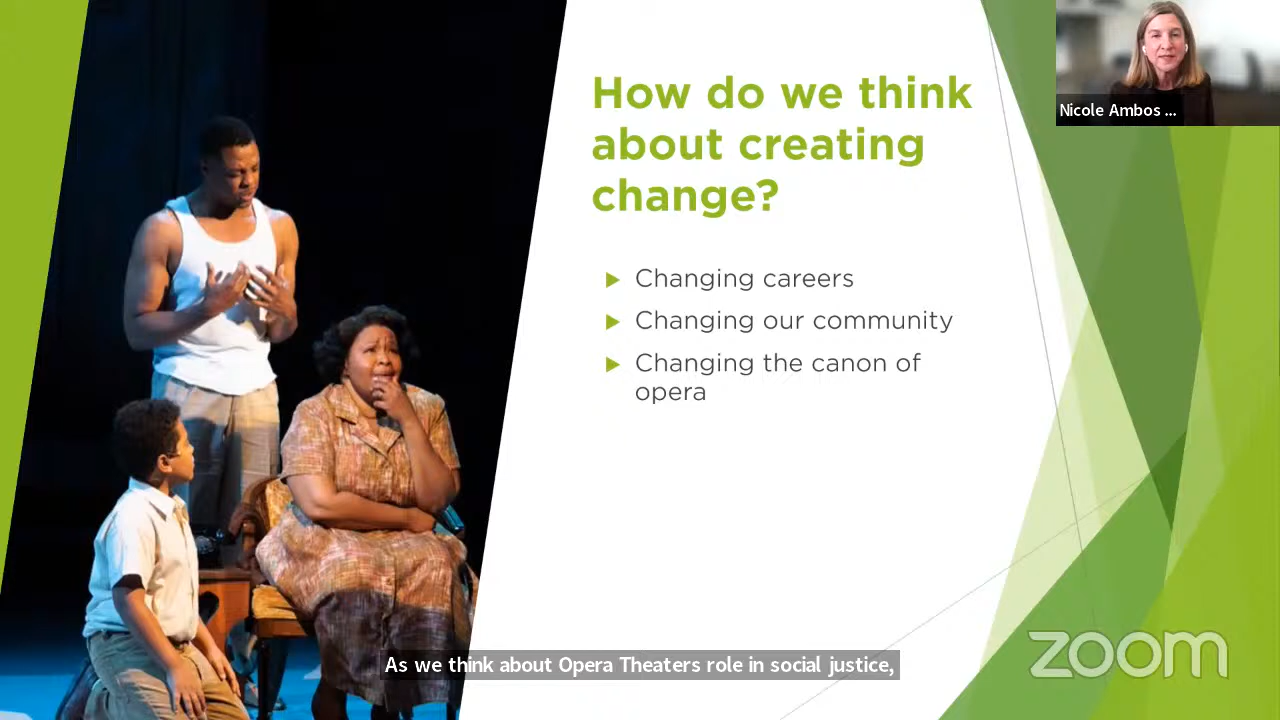 How do we think
about creating
change?
Changing careers
Changing our community
Changing the canon of
opera
Nicole Ambos ...
As we think about Opera Theaters role in social justice,
zoom